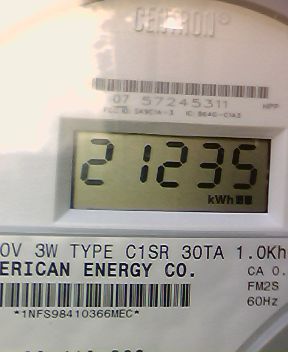 CENTRON®
07 57245311
21235
kWh
0V 3W TYPE C1SR 30TA 1.0Kh
ERICAN ENERGY CO.
CA 0.
FM2S
60Hz
*1NFS98410366MEC*